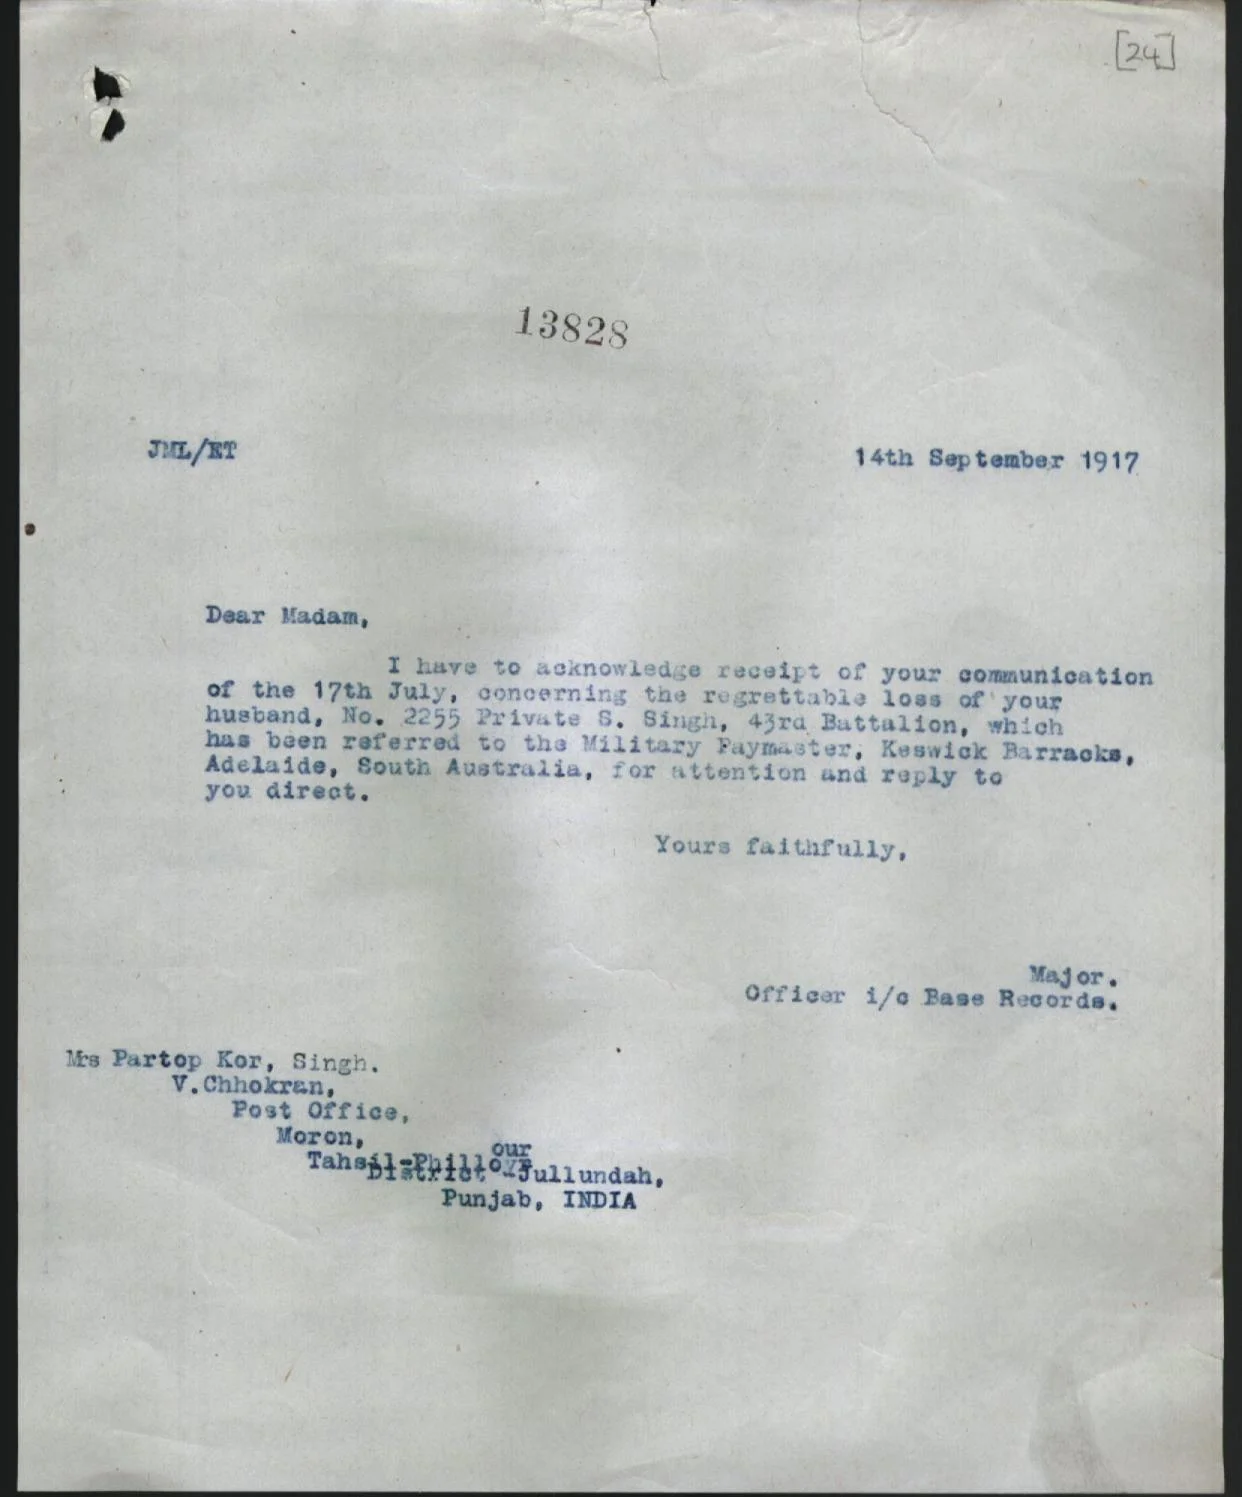 [24]
13828
JML/ET
14th September 1917
Dear Madam,
I have to acknowledge receipt of your communication
of the 17th July, concerning the regrettable loss of your
husband, No. 2255 Private S. Singh, 43rd Battalion, which
has been referred to the Military Paymaster, Keswick Barracks,
Adelaide, South Australia, for attention and reply to
you direct.
Yours faithfully,
Major.
Officer i/c Base Records.
Mrs Partop Kor, Singh.
V.Chhokran,
Post Office,
Moron,
our
Tahsil-Philloyr
District -Jullundah,
Punjab, INDIA